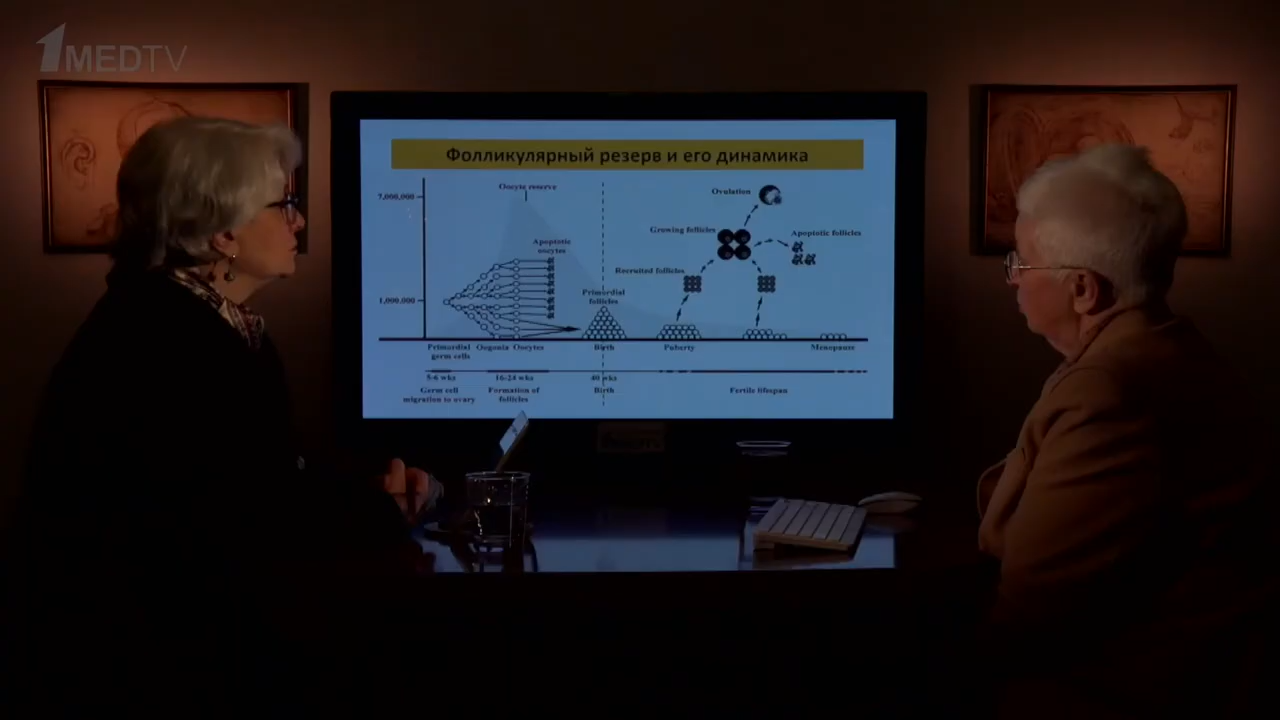 1MEDTV
Фолликулярный резерв и его динамика
7,000,000
1,000,000
Oocyte reserve
Apoptotic
oocytes
Primordial
follicles
Recruited follicles
Growing follicles
Ovulation
Apoptotic follicles
Primordial
germ cells
Oogonia
Oocytes
Birth
Puberty
Menopause
5-6 wks
16-24 wks
40 wks
Germ cell
migration to ovary
Formation of
follicles
Birth
Fertile lifespan